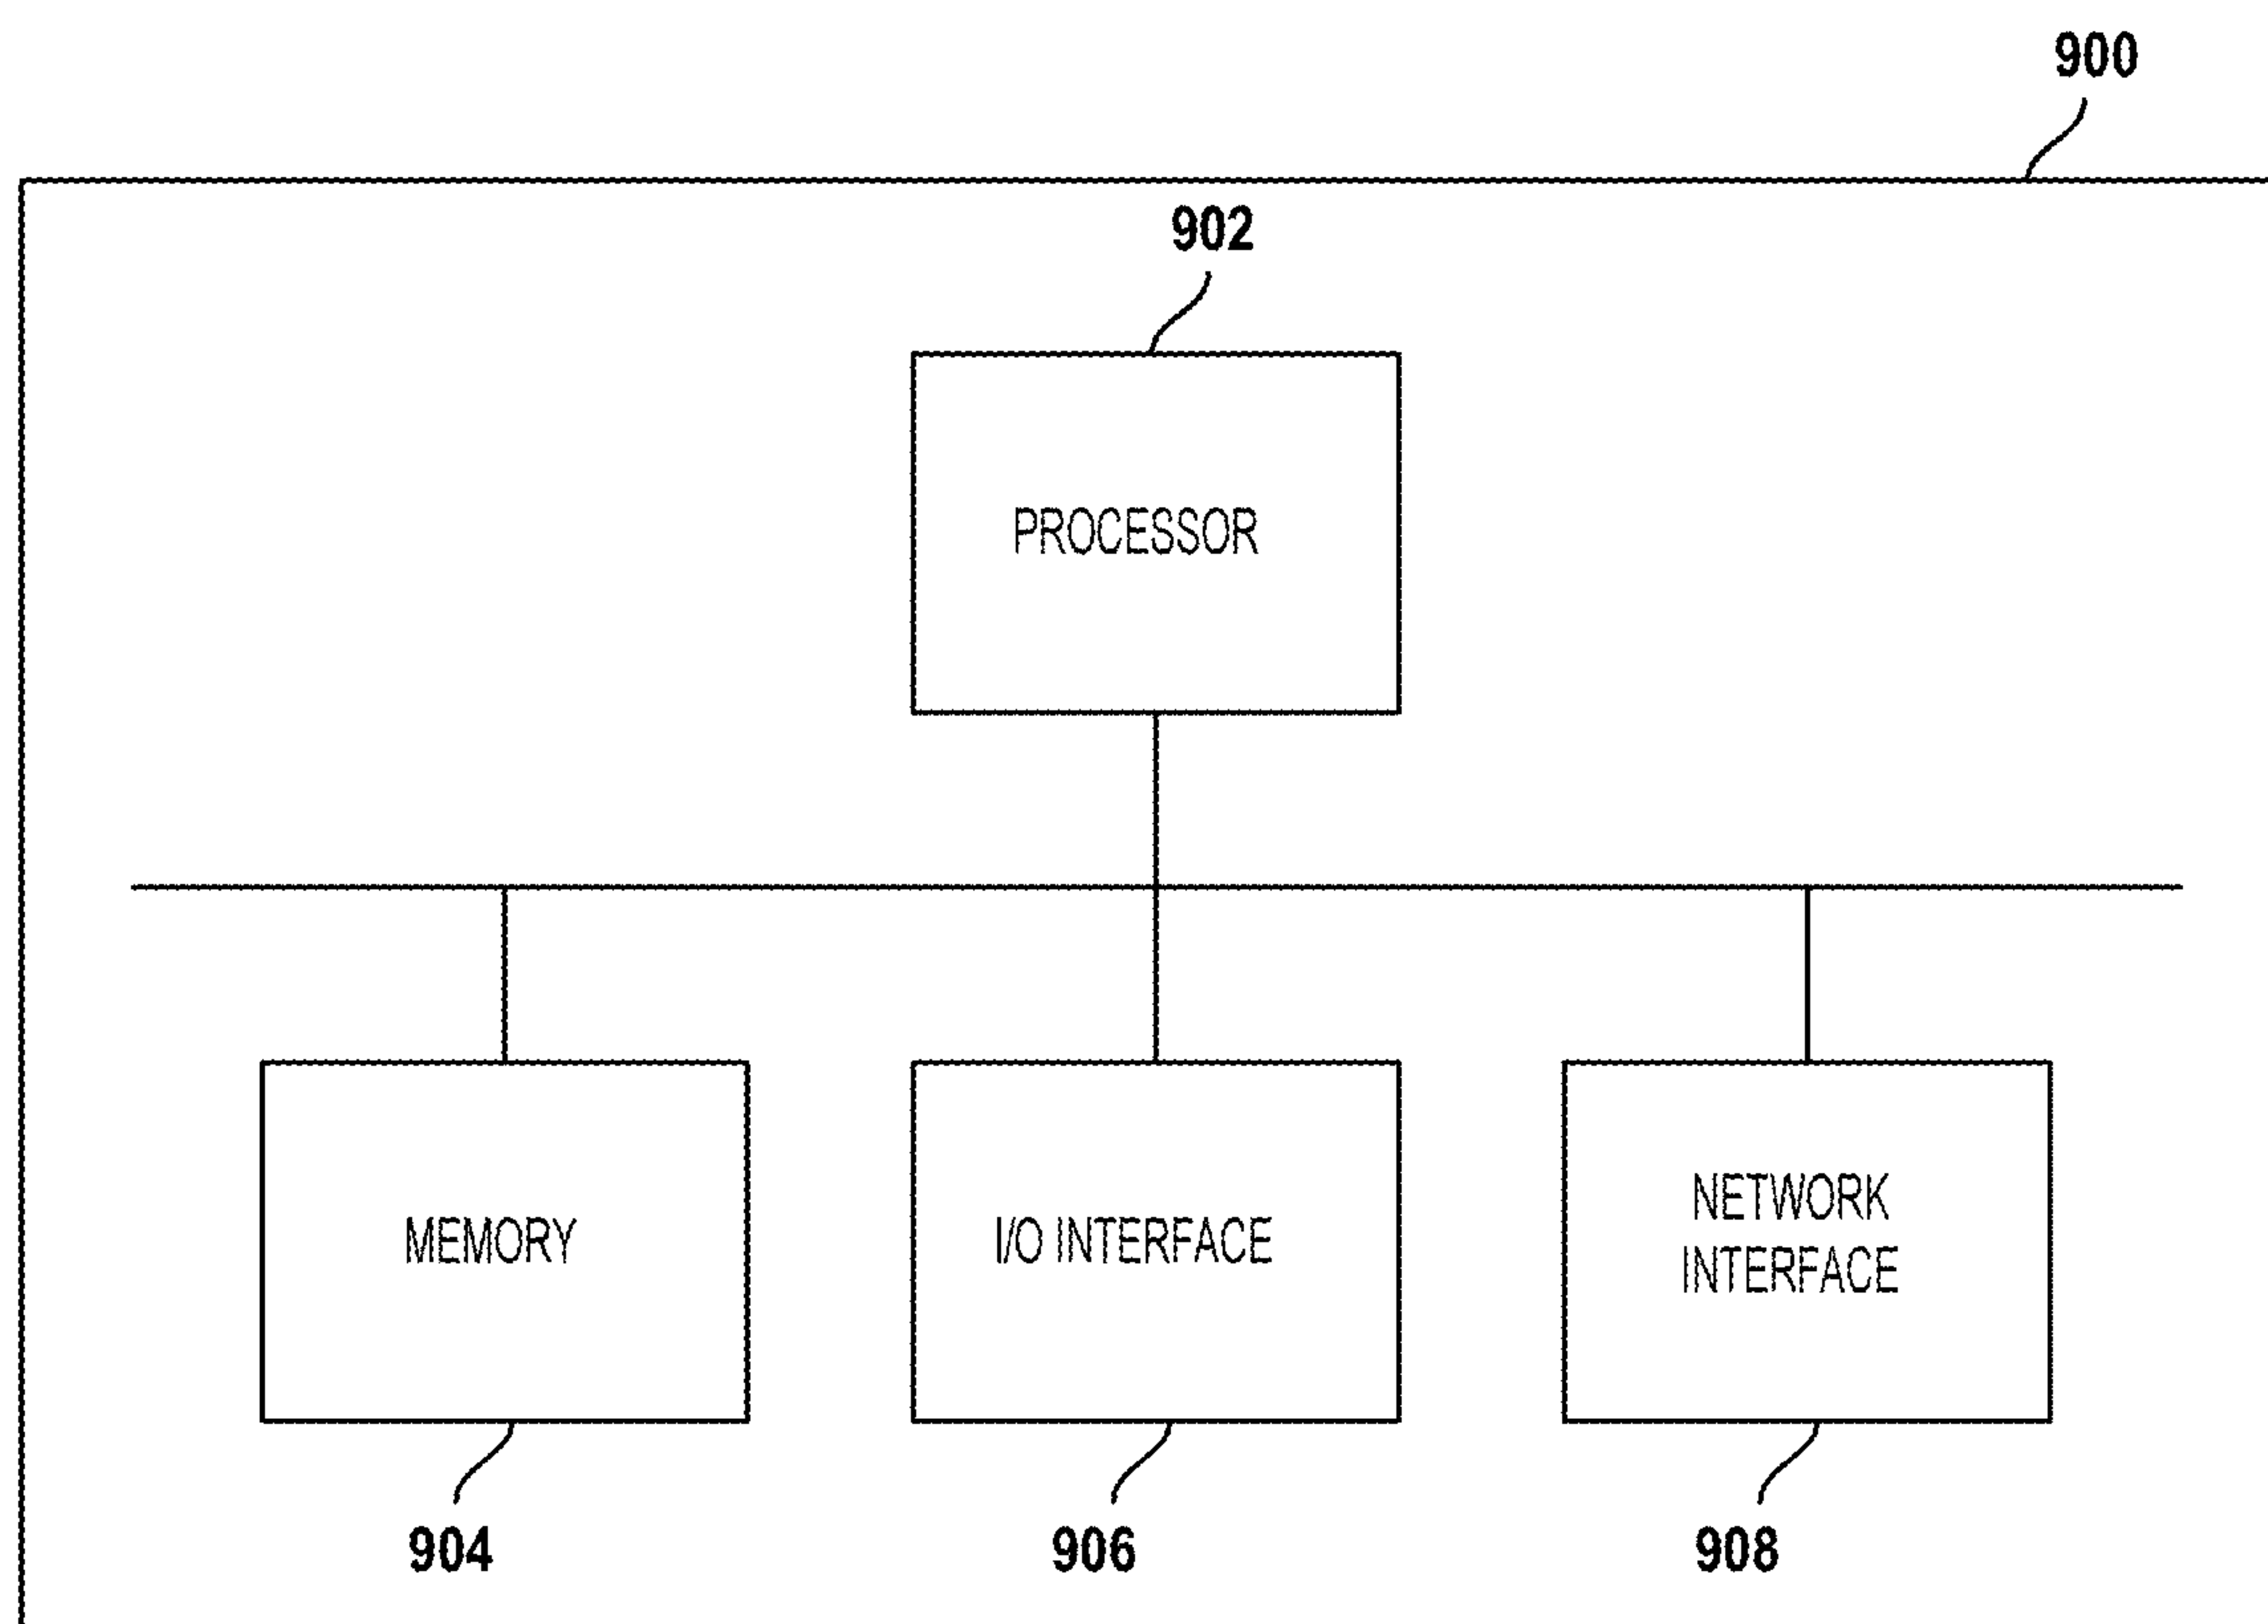 900
902
PROCESSOR
MEMORY
I/O INTERFACE
NETWORK
INTERFACE
904
906
908